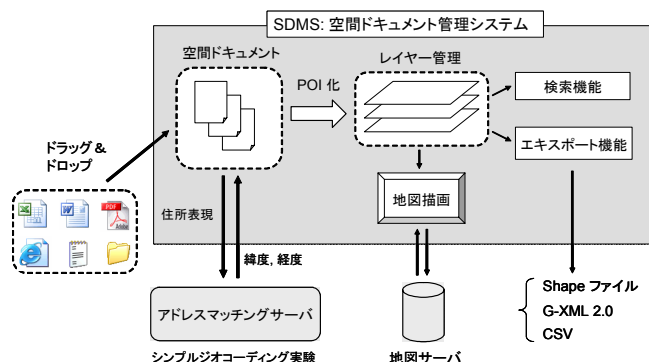 SDMS: 空間ドキュメント管理システム
空間ドキュメント
レイヤー管理
POI 化
検索機能
エキスポート機能
ドラッグ &
ドロップ
PDF
Adobe
住所表現
緯度, 経度
地図描画
アドレスマッチングサーバ
シンプルジオコーディング実験
地図サーバ
Shape ファイル
G-XML 2.0
CSV